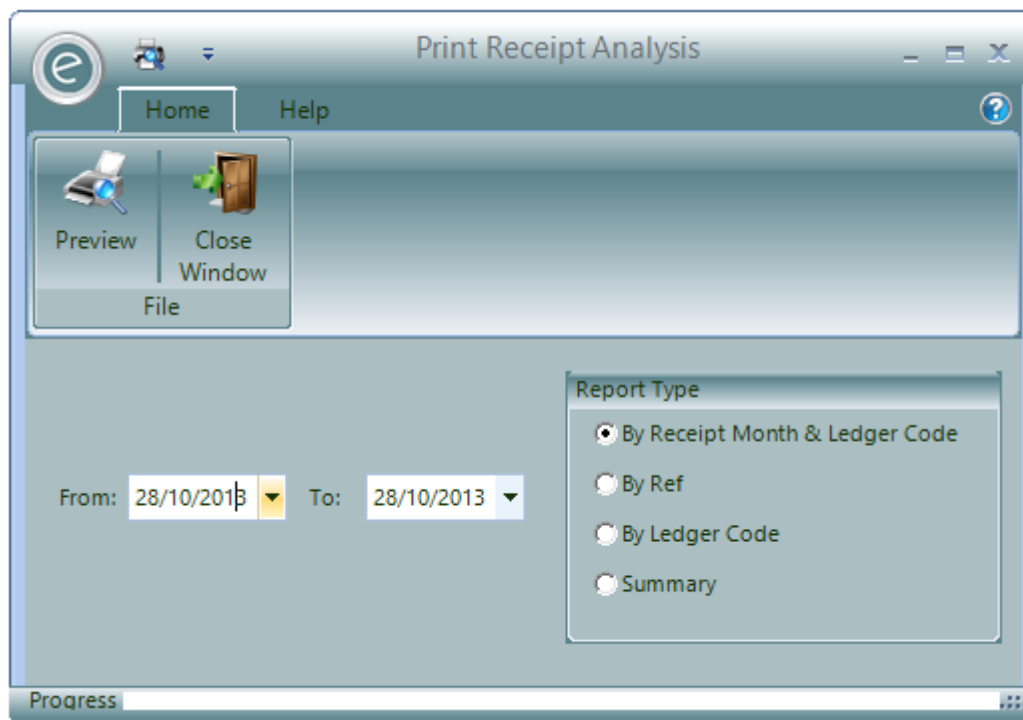 e
Print Receipt Analysis
Home Help
Preview Close
Window
File
Report Type
By Receipt Month & Ledger Code
By Ref
From: 28/10/2013 To: 28/10/2013
By Ledger Code
Summary
Progress